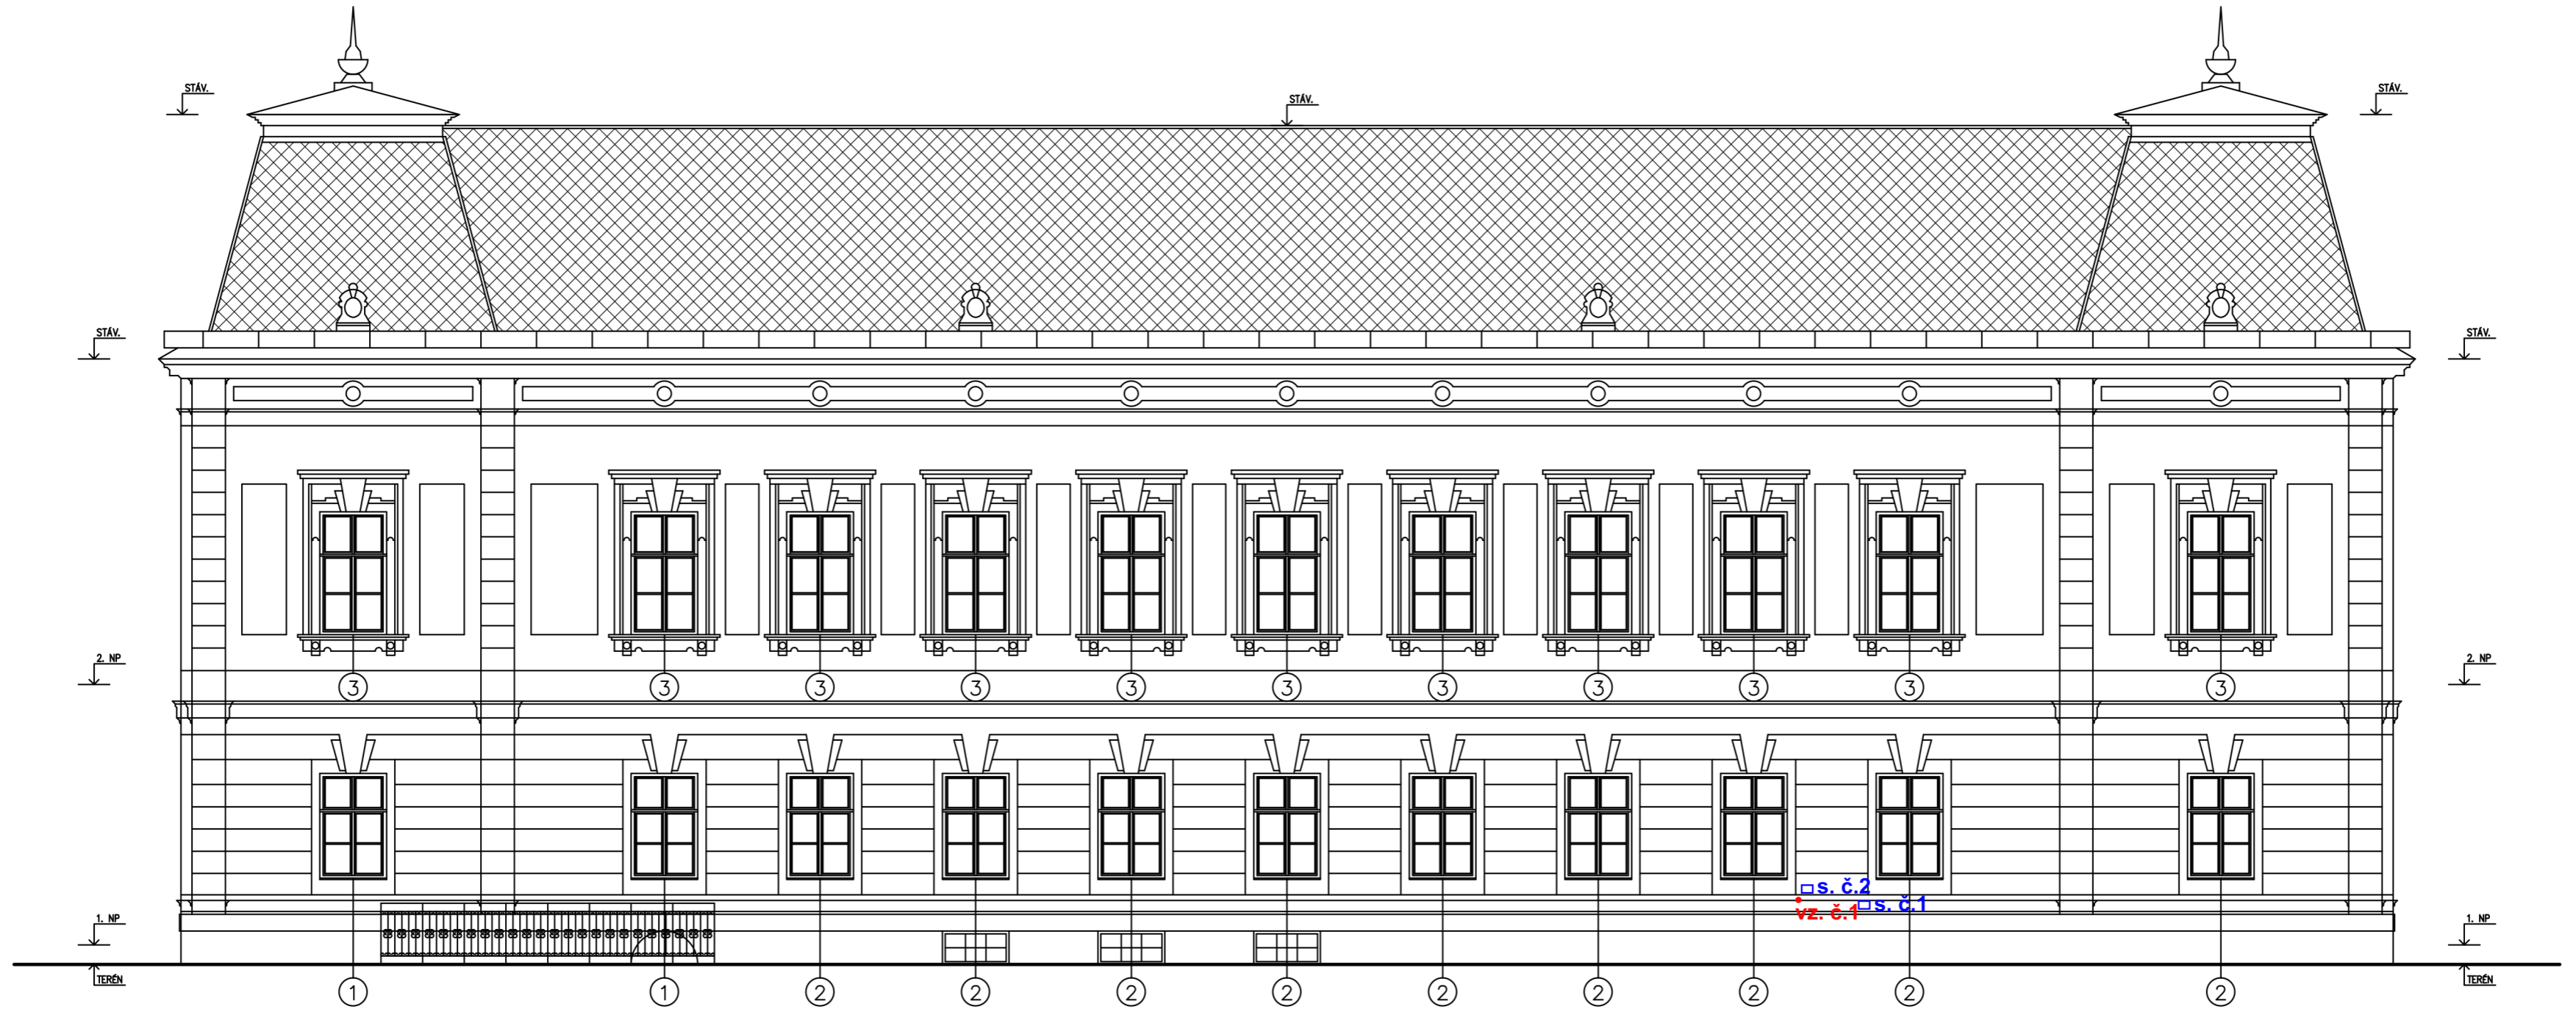 STÁV.
STÁV.
STÁV.
STÁV.
STÁV.
2. NP
2. NP
3 3 3 3 3 3 3 3 3 3 3
s. č.2
s. č.1
vz. č.1
1. NP
1. NP
TERÉN
TERÉN
1 1 2 2 2 2 2 2 2 2 2